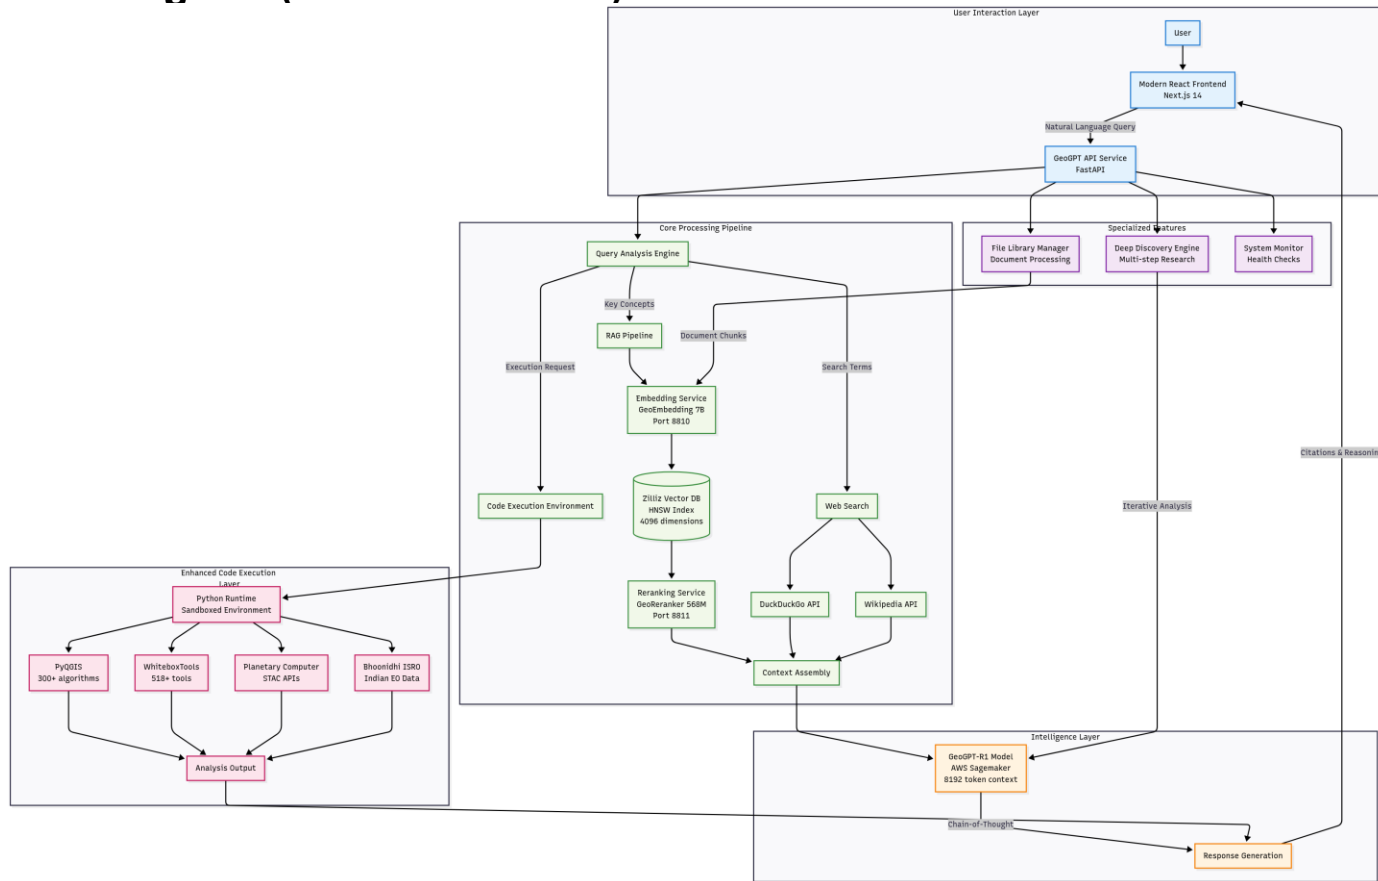 User Interaction Layer
User
Modern React Frontend
Next.js 14
Natural Language Query
GeoGPT API Service
FastAPI
Core Processing Pipeline
Query Analysis Engine
Key Concepts
RAG Pipeline
Document Chunks
Execution Request
Search Terms
Embedding Service
GeoEmbedding 7B
Port 8810
Zilliz Vector DB
HNSW Index
4096 dimensions
Code Execution Environment
Web Search
Reranking Service
GeoReranker 568M
Port 8811
DuckDuckGo API
Wikipedia API
Context Assembly
Specialized Features
File Library Manager
Document Processing
Deep Discovery Engine
Multi-step Research
System Monitor
Health Checks
Citations & Reasonin
Iterative Analysis
Enhanced Code Execution
Layer
Python Runtime
Sandboxed Environment
PyQGIS
300+ algorithms
WhiteboxTools
518+ tools
Planetary Computer
STAC APIs
Bhoonidhi ISRO
Indian EO Data
Analysis Output
Intelligence Layer
GeoGPT-R1 Model
AWS Sagemaker
8192 token context
Chain-of-Thought
Response Generation